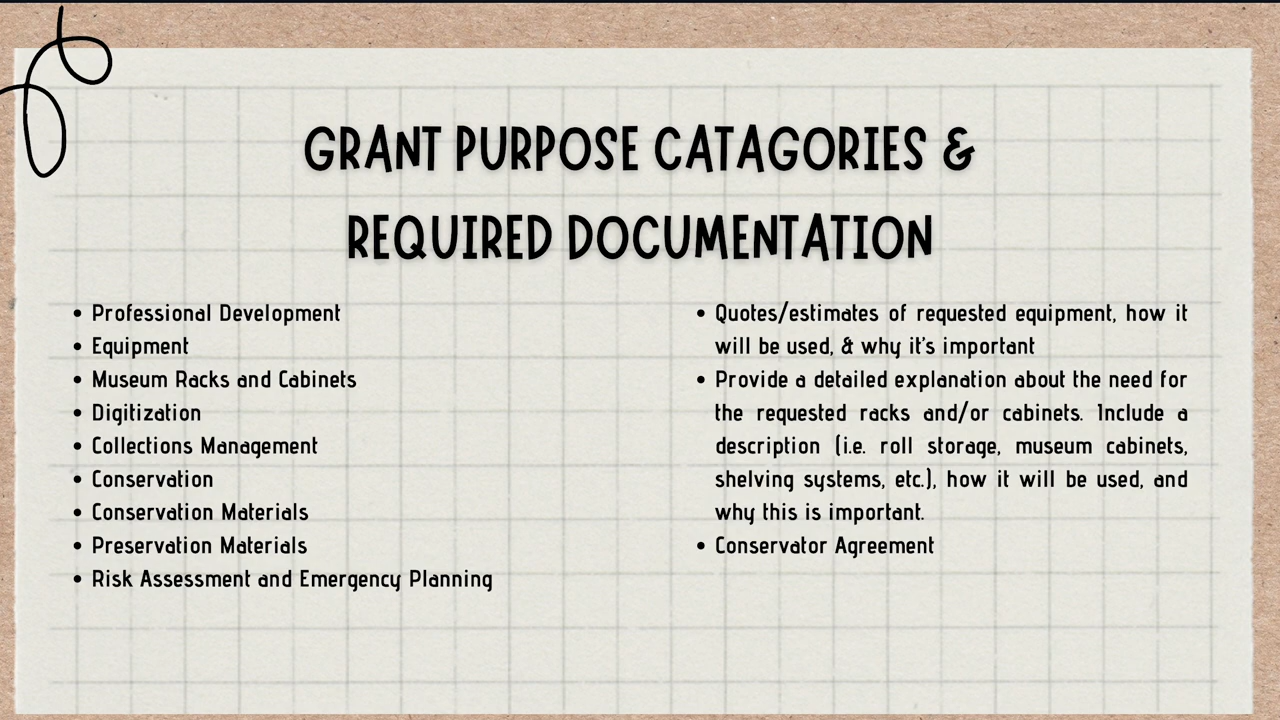 GRANT PURPOSE CATAGORIES &
REQUIRED DOCUMENTATION
• Professional Development
• Equipment
• Museum Racks and Cabinets
• Digitization
• Collections Management
• Conservation
• Conservation Materials
• Preservation Materials
• Risk Assessment and Emergency Planning
• Quotes/estimates of requested equipment, how it
will be used, & why it's important
• Provide a detailed explanation about the need for
the requested racks and/or cabinets. Include a
description (i.e. roll storage, museum cabinets,
shelving systems, etc.), how it will be used, and
why this is important.
• Conservator Agreement